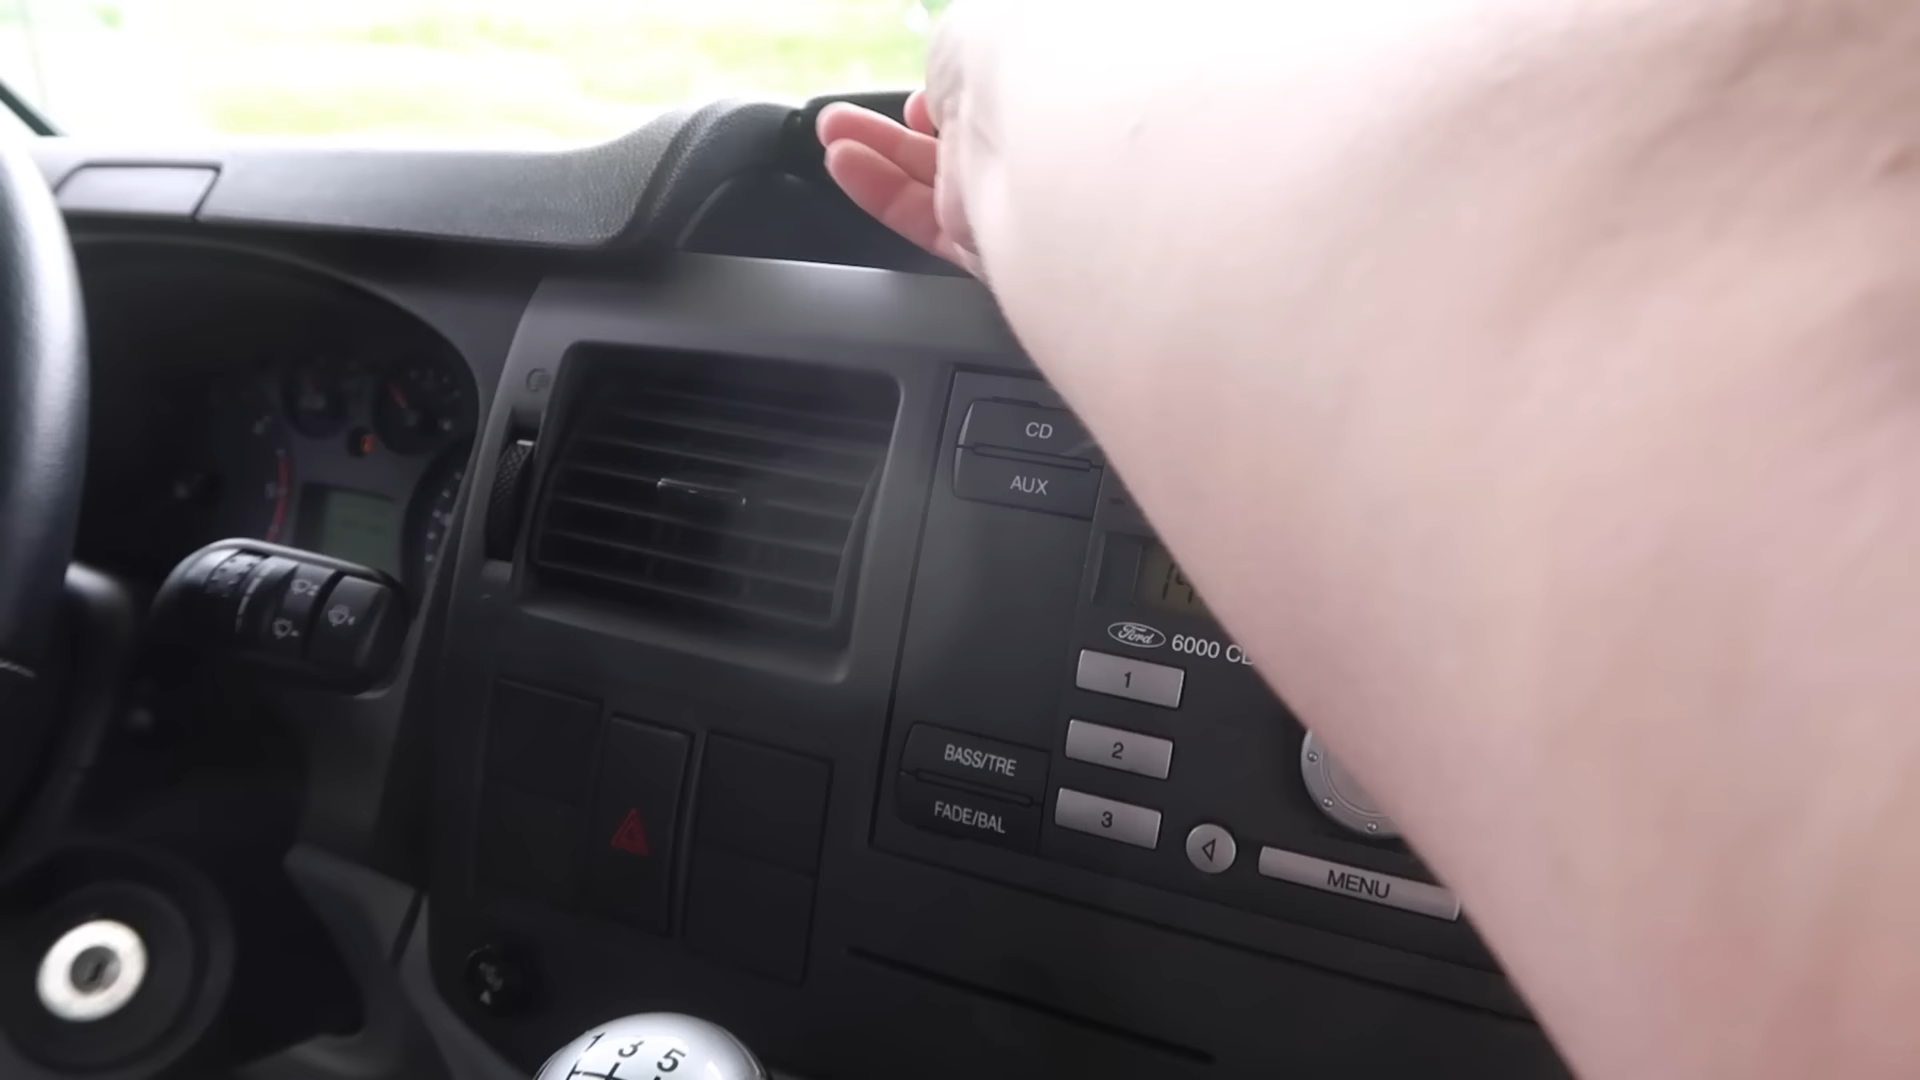 CD
AUX
Ford 6000 CD
1
2
3
BASS/TRE
FADE/BAL
MENU
1 3 5